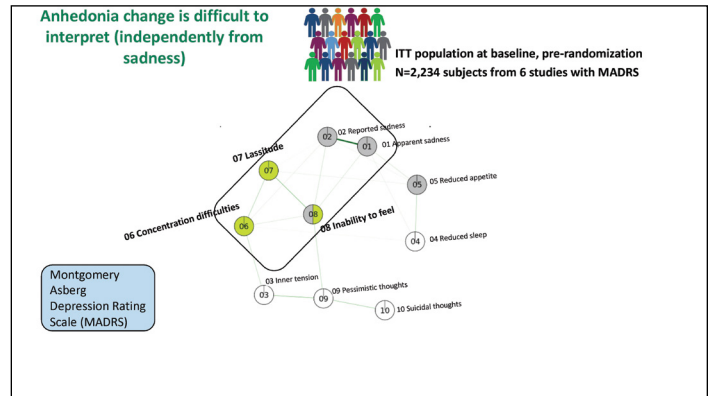 Anhedonia change is difficult to
interpret (independently from
sadness)
ITT population at baseline, pre-randomization
N=2,234 subjects from 6 studies with MADRS
02 Reported sadness
02
01 Apparent sadness
01
07 Lassitude
07
05 05 Reduced appetite
06 Concentration difficulties
06
08
08 Inability to feel
04 04 Reduced sleep
03 Inner tension
03
09 Pessimistic thoughts
09
10 10 Suicidal thoughts
Montgomery
Asberg
Depression Rating
Scale (MADRS)